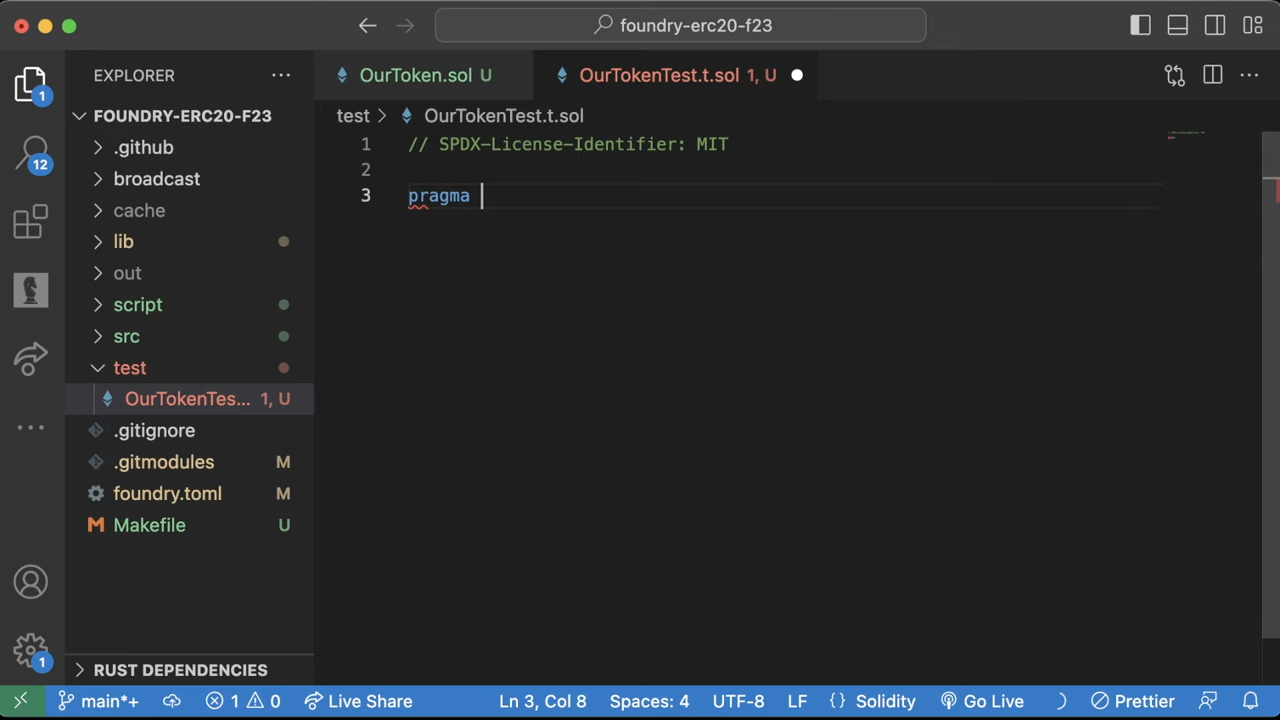 foundry-erc20-f23
EXPLORER
OurToken.sol U
OurTokenTest.t.sol 1, U
1
FOUNDRY-ERC20-F23
test > OurTokenTest.t.sol
.github
1 // SPDX-License-Identifier: MIT
12
broadcast
2
cache
3 pragma
lib
out
script
src
test
OurTokenTes... 1, U
.gitignore
.gitmodules M
foundry.toml M
M Makefile U
1
RUST DEPENDENCIES
main*+ 1 0 Live Share Ln 3, Col 8 Spaces: 4 UTF-8 LF {} Solidity Go Live Prettier